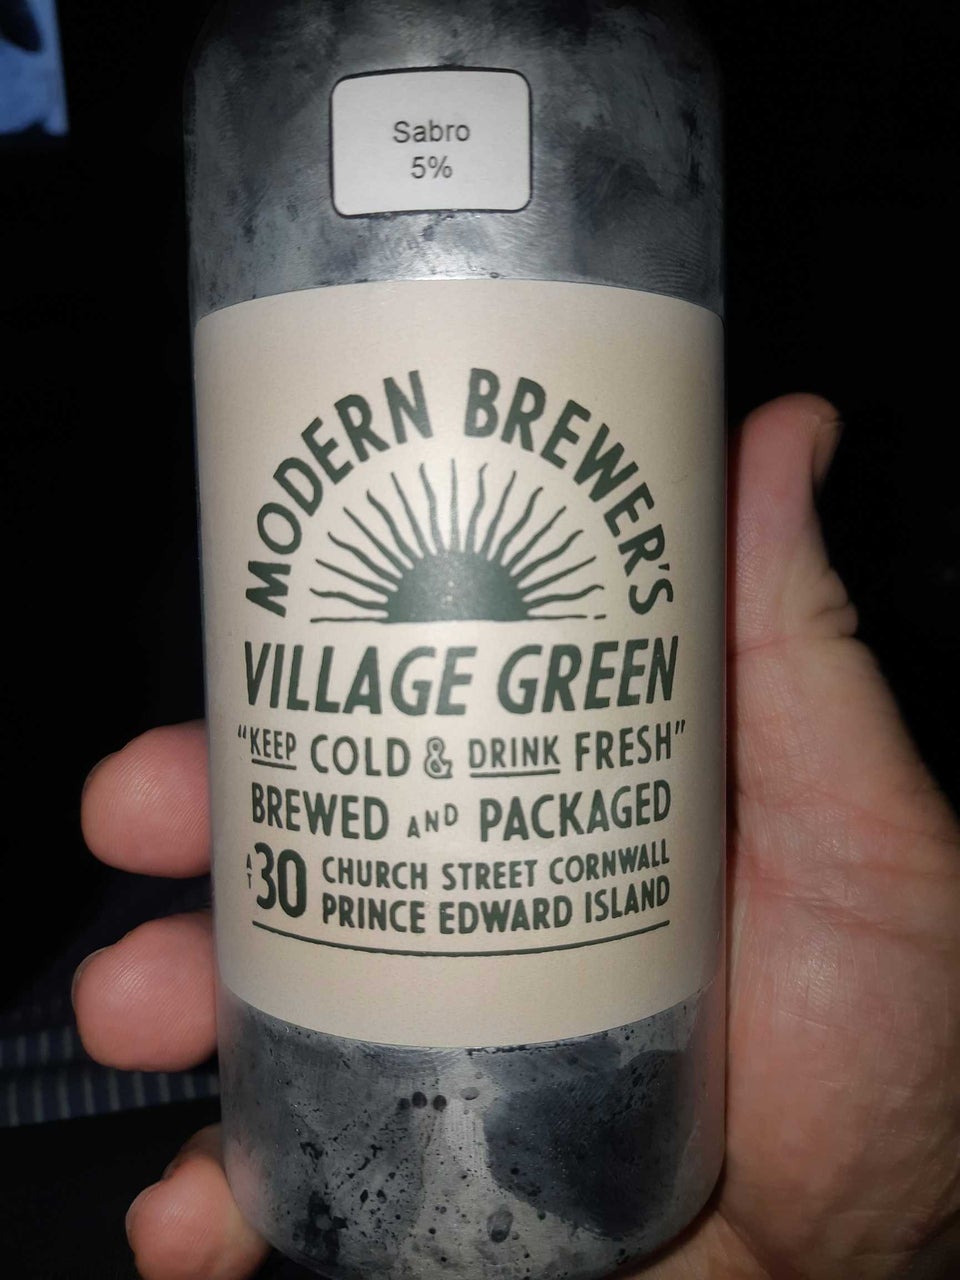 Sabro
5%
MODERN BREWER'S
VILLAGE GREEN
"KEEP COLD & DRINK FRESH"
BREWED AND PACKAGED
AT 30 CHURCH STREET CORNWALL
PRINCE EDWARD ISLAND